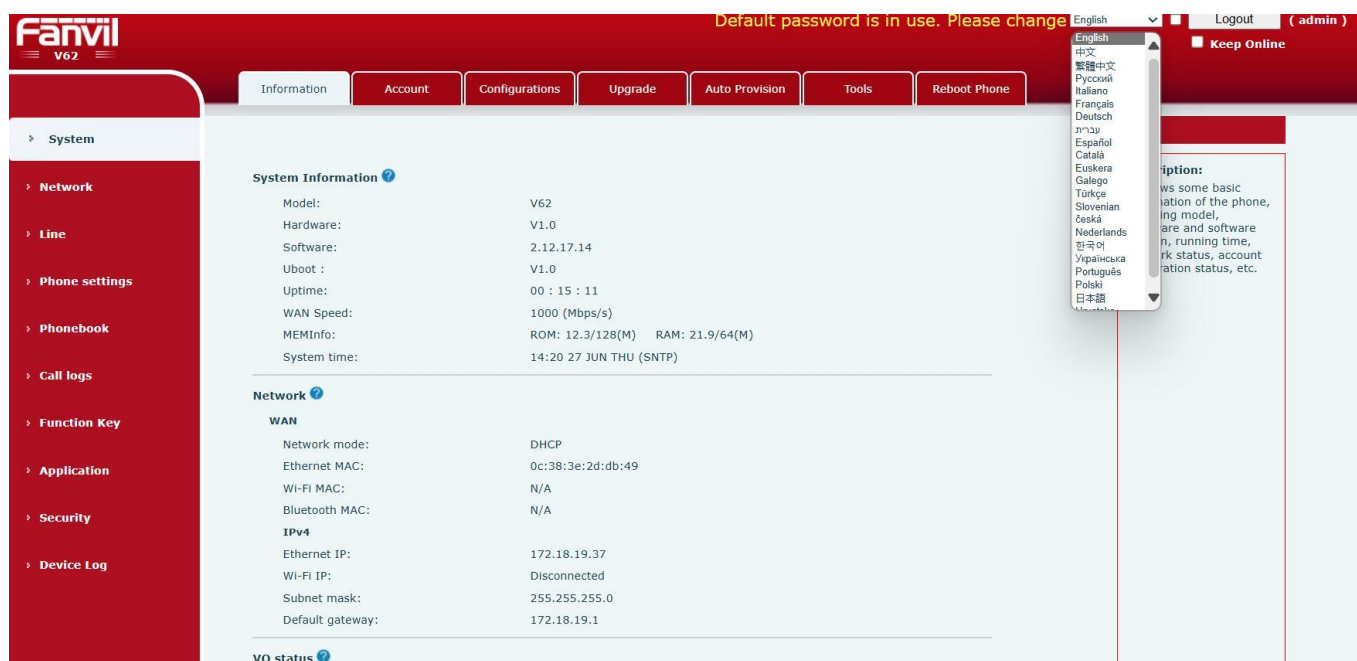 Fanvil
V62
Default password is in use. Please change
English
Logout
( admin )
Keep Online
English
中文
繁體中文
Русский
Italiano
Français
Deutsch
עברית
Español
Català
Euskera
Galego
Türkçe
Slovenian
česká
Nederlands
한국어
Українська
Português
Polski
日本語
Information
Account
Configurations
Upgrade
Auto Provision
Tools
Reboot Phone
› System
› Network
› Line
› Phone settings
› Phonebook
› Call logs
› Function Key
› Application
› Security
› Device Log
System Information
Model: V62
Hardware: V1.0
Software: 2.12.17.14
Uboot : V1.0
Uptime: 00 : 15 : 11
WAN Speed: 1000 (Mbps/s)
MEMInfo: ROM: 12.3/128(M) RAM: 21.9/64(M)
System time: 14:20 27 JUN THU (SNTP)
Network
WAN
Network mode: DHCP
Ethernet MAC: 0c:38:3e:2d:db:49
Wi-Fi MAC: N/A
Bluetooth MAC: N/A
IPv4
Ethernet IP: 172.18.19.37
Wi-Fi IP: Disconnected
Subnet mask: 255.255.255.0
Default gateway: 172.18.19.1
VQ status
iption:
ws some basic
ation of the phone,
ing model,
are and software
n, running time,
rk status, account
ration status, etc.